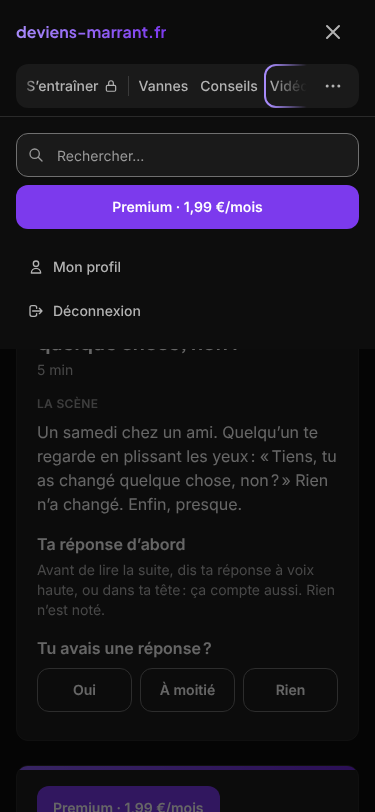 deviens-marrant.fr
S'entraîner
Vannes
Conseils
Rechercher...
Premium · 1,99 €/mois
Mon profil
Déconnexion
5 min
LA SCÈNE
Un samedi chez un ami. Quelqu'un te
regarde en plissant les yeux : « Tiens, tu
as changé quelque chose, non ? » Rien
n'a changé. Enfin, presque.
Ta réponse d'abord
Avant de lire la suite, dis ta réponse à voix
haute, ou dans ta tête : ça compte aussi. Rien
n'est noté.
Tu avais une réponse ?
Oui
À moitié
Rien
Premium · 1,99 €/mois